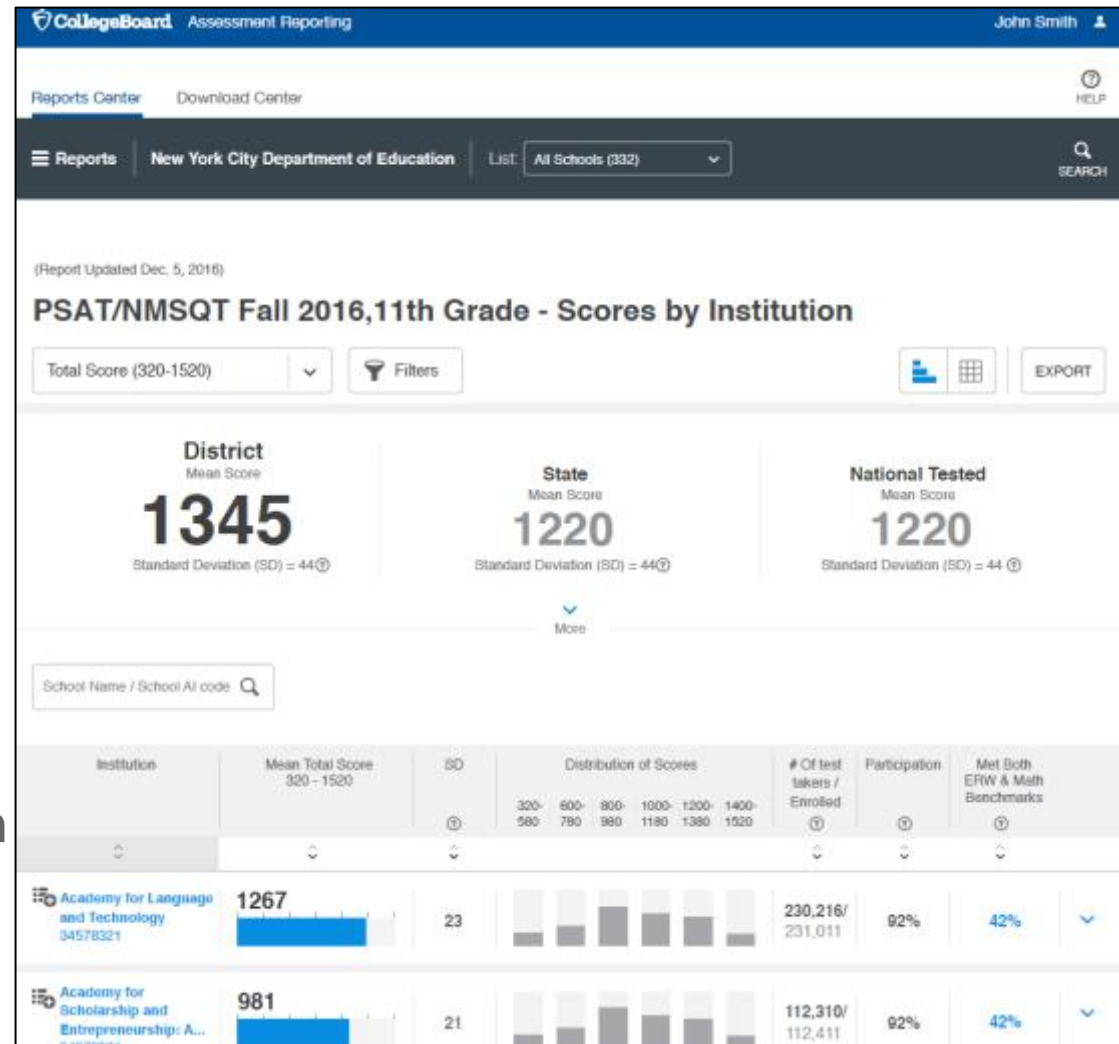 CollegeBoard Assessment Reporting John Smith
Reports Center Download Center
HELP
Reports New York City Department of Education List: All Schools (332)
SEARCH
(Report Updated Dec. 5, 2016)
PSAT/NMSQT Fall 2016,11th Grade - Scores by Institution
Total Score (320-1520) Filters EXPORT
District State National Tested
Mean Score Mean Score Mean Score
1345 1220 1220
Standard Deviation (SD) = 44 Standard Deviation (SD) = 44 Standard Deviation (SD) = 44
More
School Name / School AI code
Institution Mean Total Score SD Distribution of Scores # Of test Participation Met Both
320 - 1520 takers / ERW & Math
Enrolled Benchmarks
320- 600- 800- 1000- 1200- 1400-
580 780 980 1180 1380 1520
Academy for Language 1267
and Technology 23 230,216/ 92% 42%
34578321 231,011
Academy for 981
Scholarship and 21 112,310/ 92% 42%
Entrepreneurship: A... 112,411
n